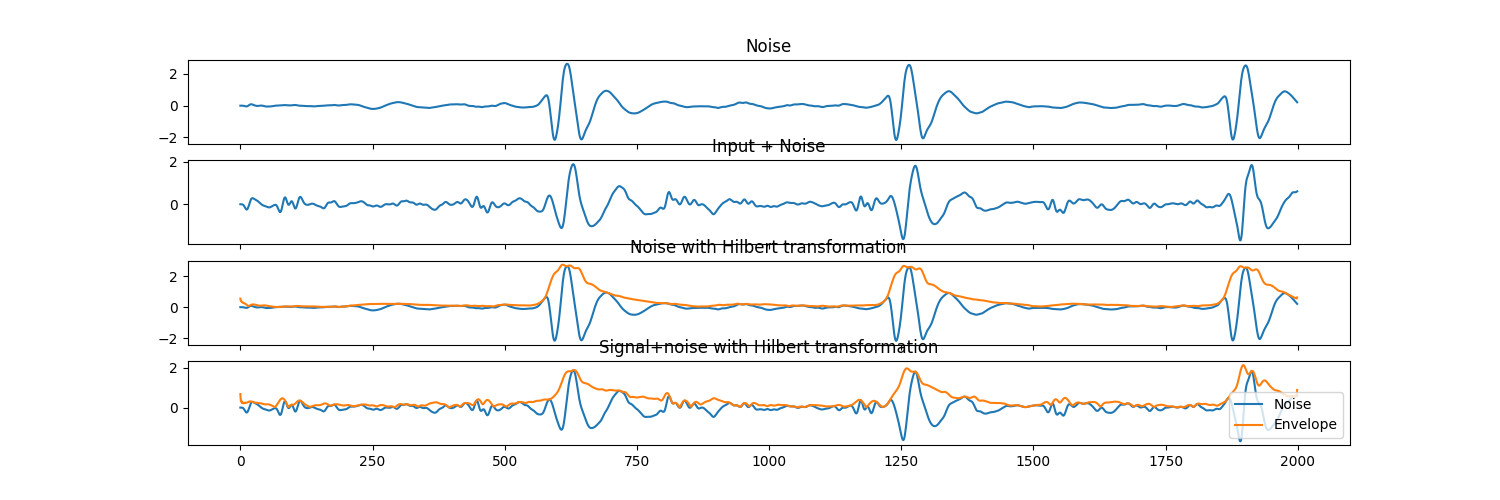 Noise
2
0
−2
Input + Noise
2
0
Noise with Hilbert transformation
2
0
−2
Signal+noise with Hilbert transformation
2
0
Noise
Envelope
0 250 500 750 1000 1250 1500 1750 2000